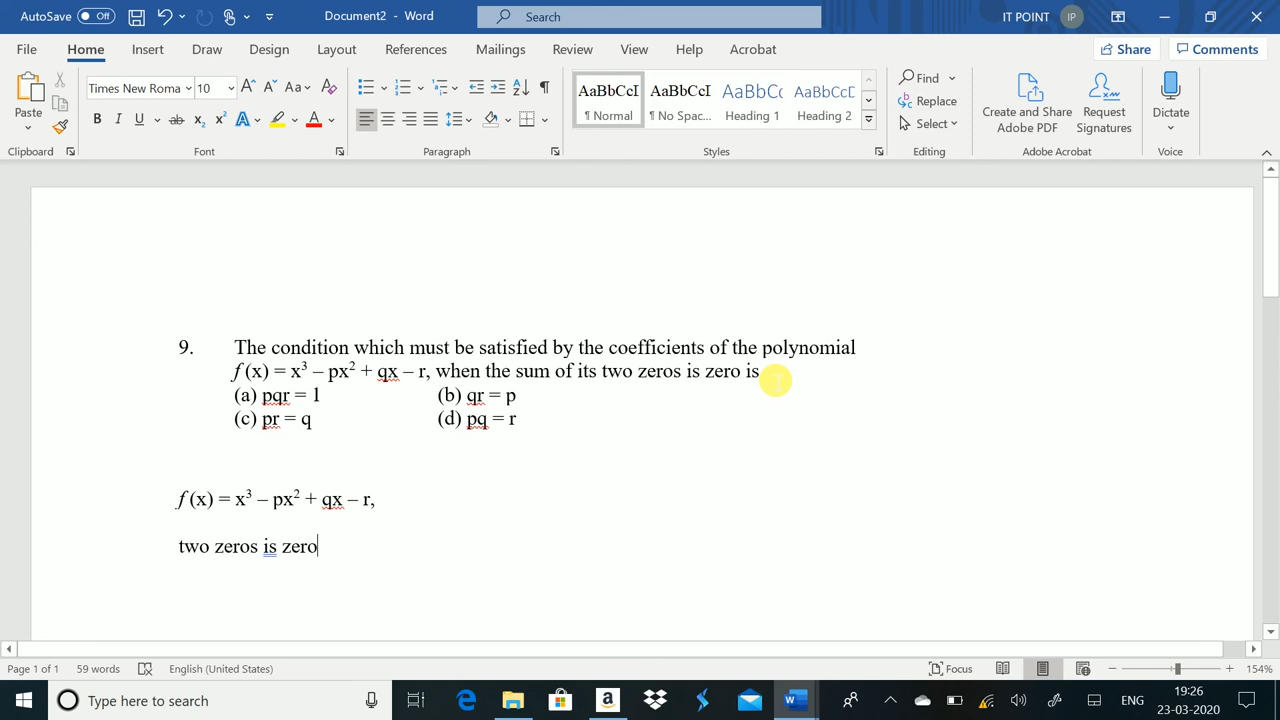 AutoSave Off Document2 - Word Search IT POINT IP
File Home Insert Draw Design Layout References Mailings Review View Help Acrobat Share Comments
Times New Roma 10 Aa AaBbCcI AaBbCcI AaBbCc AaBbCcL Find
Paste Replace Create and Share Request Dictate
B I U ab x₂ x² A A ¶ Normal ¶ No Spac... Heading 1 Heading 2 Select Adobe PDF Signatures
Clipboard Font Paragraph Styles Editing Adobe Acrobat Voice
9. The condition which must be satisfied by the coefficients of the polynomial
f (x) = x³ – px² + qx – r, when the sum of its two zeros is zero is
(a) pqr = 1 (b) qr = p
(c) pr = q (d) pq = r
f (x) = x³ – px² + qx – r,
two zeros is zero
Page 1 of 1 59 words English (United States) Focus 154%
Type here to search ENG 19:26
23-03-2020